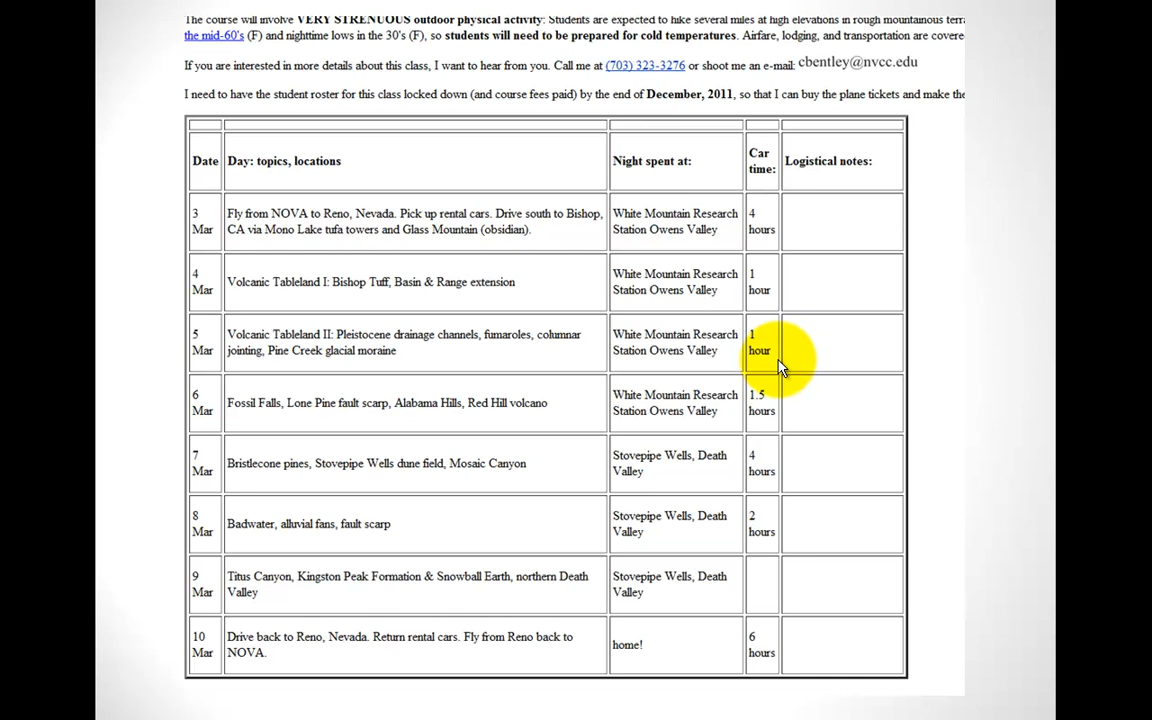 The course will involve VERY STRENUOUS outdoor physical activity: Students are expected to hike several miles at high elevations in rough mountainous
the mid-60's (F) and nighttime lows in the 30's (F), so students will need to be prepared for cold temperatures. Airfare, lodging, and transportation are
If you are interested in more details about this class, I want to hear from you. Call me at (703) 323-3276 or shoot me an e-mail: cbentley@nvcc.edu
I need to have the student roster for this class locked down (and course fees paid) by the end of December, 2011, so that I can buy the plane tickets and make
Date Day: topics, locations Night spent at: Car time: Logistical notes:
3 Mar
Fly from NOVA to Reno, Nevada. Pick up rental cars. Drive south to Bishop,
CA via Mono Lake tufa towers and Glass Mountain (obsidian).
White Mountain Research
Station Owens Valley
4
hours
4 Mar
Volcanic Tableland I: Bishop Tuff, Basin & Range extension
White Mountain Research
Station Owens Valley
1
hour
5 Mar
Volcanic Tableland II: Pleistocene drainage channels, fumaroles, columnar
jointing, Pine Creek glacial moraine
White Mountain Research
Station Owens Valley
1
hour
6 Mar
Fossil Falls, Lone Pine fault scarp, Alabama Hills, Red Hill volcano
White Mountain Research
Station Owens Valley
1.5
hours
7 Mar
Bristlecone pines, Stovepipe Wells dune field, Mosaic Canyon
Stovepipe Wells, Death
Valley
4
hours
8 Mar
Badwater, alluvial fans, fault scarp
Stovepipe Wells, Death
Valley
2
hours
9 Mar
Titus Canyon, Kingston Peak Formation & Snowball Earth, northern Death
Valley
Stovepipe Wells, Death
Valley
10 Mar
Drive back to Reno, Nevada. Return rental cars. Fly from Reno back to
NOVA.
home!
6
hours